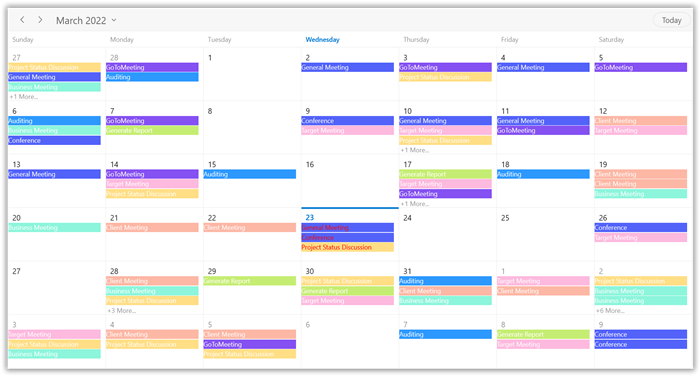 March 2022
Today
Sunday Monday Tuesday Wednesday Thursday Friday Saturday
27 28 1 2 3 4 5
Project Status Discussion GoToMeeting General Meeting GoToMeeting General Meeting GoToMeeting
General Meeting Auditing Project Status Discussion
Business Meeting
+1 More...
6 7 8 9 10 11 12
Auditing GoToMeeting Conference General Meeting General Meeting Client Meeting
Business Meeting Generate Report Target Meeting Target Meeting GoToMeeting Target Meeting
Conference Project Status Discussion
+1 More...
13 14 15 16 17 18 19
General Meeting GoToMeeting Auditing Generate Report Auditing Client Meeting
Target Meeting Target Meeting Client Meeting
Project Status Discussion GoToMeeting Business Meeting
+1 More...
20 21 22 23 24 25 26
Business Meeting Client Meeting Client Meeting General Meeting Conference
Conference Target Meeting
Project Status Discussion
27 28 29 30 31 1 2
Client Meeting Generate Report Project Status Discussion Auditing Target Meeting Project Status Discussion
Business Meeting Generate Report Client Meeting Client Meeting Business Meeting
Project Status Discussion Target Meeting Business Meeting Business Meeting
+3 More... +6 More...
3 4 5 6 7 8 9
Target Meeting Client Meeting Client Meeting Auditing Generate Report Conference
Project Status Discussion Project Status Discussion GoToMeeting Target Meeting Conference
Business Meeting Project Status Discussion